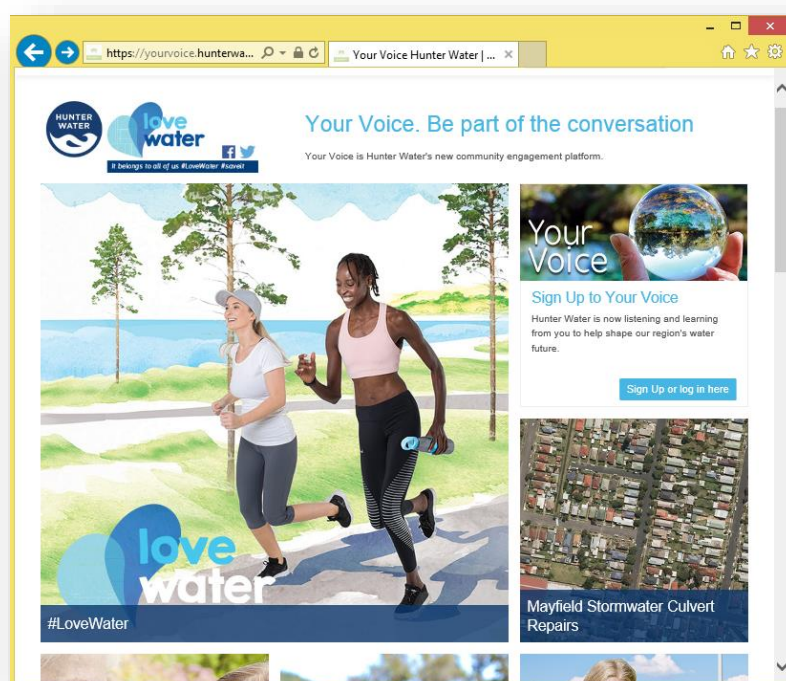 https://yourvoice.hunterwa...
Your Voice Hunter Water | ...
HUNTER
WATER
love
water
It belongs to all of us #LoveWater #saveit
Your Voice. Be part of the conversation
Your Voice is Hunter Water's new community engagement platform.
love
water
#LoveWater
Your
Voice
Sign Up to Your Voice
Hunter Water is now listening and learning
from you to help shape our region's water
future.
Sign Up or log in here
Mayfield Stormwater Culvert
Repairs